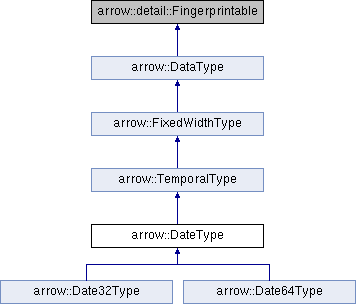 arrow::detail::Fingerprintable
arrow::DataType
arrow::FixedWidthType
arrow::TemporalType
arrow::DateType
arrow::Date32Type
arrow::Date64Type